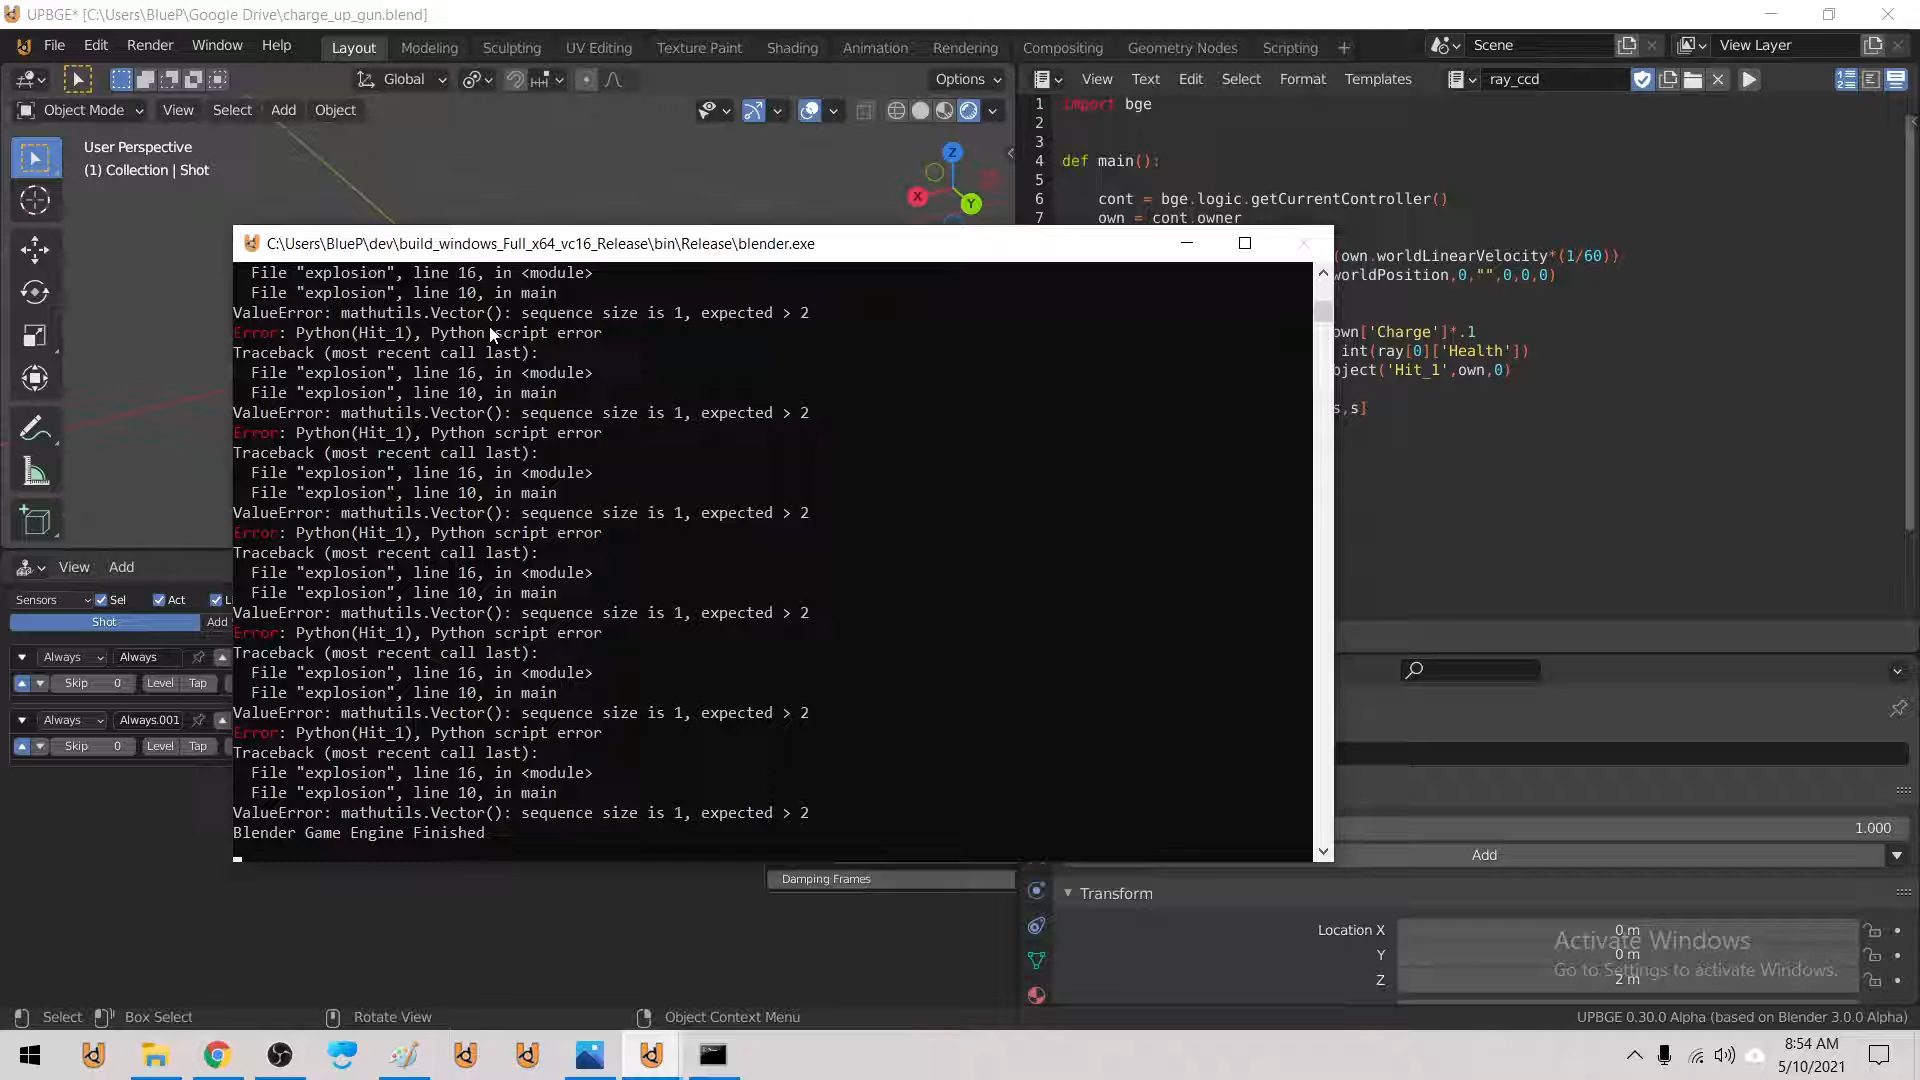 UPBGE* [C:\Users\BlueP\Google Drive\charge_up_gun.blend]
File Edit Render Window Help Layout Modeling Sculpting UV Editing Texture Paint Shading Animation Rendering Compositing Geometry Nodes Scripting Scene View Layer
Global Options View Text Edit Select Format Templates ray_ccd
Object Mode View Select Add Object
User Perspective
(1) Collection | Shot
Z
X
Y
1 import bge
2
3
4 def main():
5
6 cont = bge.logic.getCurrentController()
7 own = cont.owner
(own.worldLinearVelocity*(1/60))
worldPosition,0,"",0,0,0)
own['Charge']*.1
int(ray[0]['Health'])
bject('Hit_1',own,0)
s,s]
C:\Users\BlueP\dev\build_windows_Full_x64_vc16_Release\bin\Release\blender.exe
File "explosion", line 16, in <module>
File "explosion", line 10, in main
ValueError: mathutils.Vector(): sequence size is 1, expected > 2
Error: Python(Hit_1), Python script error
Traceback (most recent call last):
File "explosion", line 16, in <module>
File "explosion", line 10, in main
ValueError: mathutils.Vector(): sequence size is 1, expected > 2
Error: Python(Hit_1), Python script error
Traceback (most recent call last):
File "explosion", line 16, in <module>
File "explosion", line 10, in main
ValueError: mathutils.Vector(): sequence size is 1, expected > 2
Error: Python(Hit_1), Python script error
Traceback (most recent call last):
File "explosion", line 16, in <module>
File "explosion", line 10, in main
ValueError: mathutils.Vector(): sequence size is 1, expected > 2
Error: Python(Hit_1), Python script error
Traceback (most recent call last):
File "explosion", line 16, in <module>
File "explosion", line 10, in main
ValueError: mathutils.Vector(): sequence size is 1, expected > 2
Error: Python(Hit_1), Python script error
Traceback (most recent call last):
File "explosion", line 16, in <module>
File "explosion", line 10, in main
ValueError: mathutils.Vector(): sequence size is 1, expected > 2
Blender Game Engine Finished
View Add
Sensors Sel Act
Shot Add
Always Always
Skip 0 Level Tap
Always Always.001
Skip 0 Level Tap
1.000
Add
Damping Frames
Transform
Location X 0 m
Y 0 m
Z 2 m
Activate Windows
Go to Settings to activate Windows.
Select Box Select Rotate View Object Context Menu UPBGE 0.30.0 Alpha (based on Blender 3.0.0 Alpha)
8:54 AM
5/10/2021